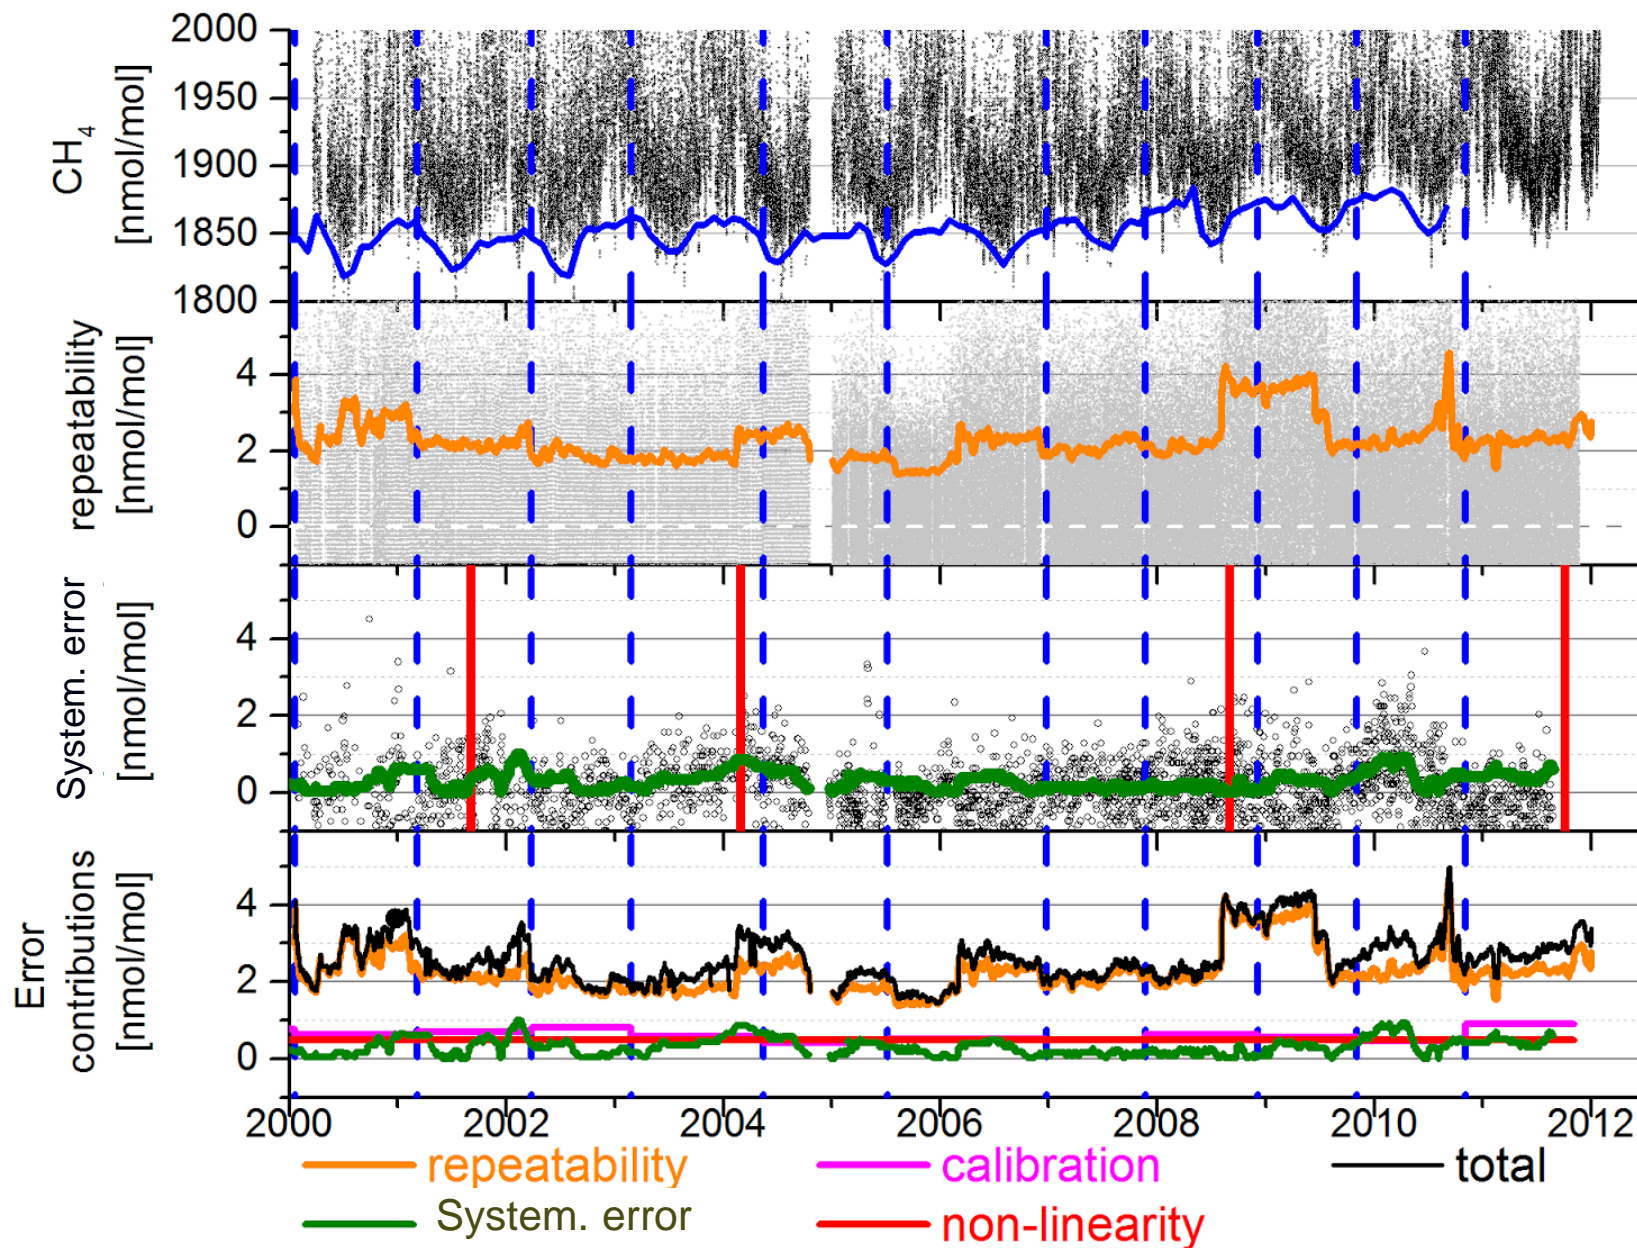 2000
1950
1900
1850
1800
CH4
[nmol/mol]
4
2
0
repeatability
[nmol/mol]
4
2
0
System. error
[nmol/mol]
4
2
0
Error
contributions
[nmol/mol]
2000 2002 2004 2006 2008 2010 2012
repeatability calibration total
System. error non-linearity